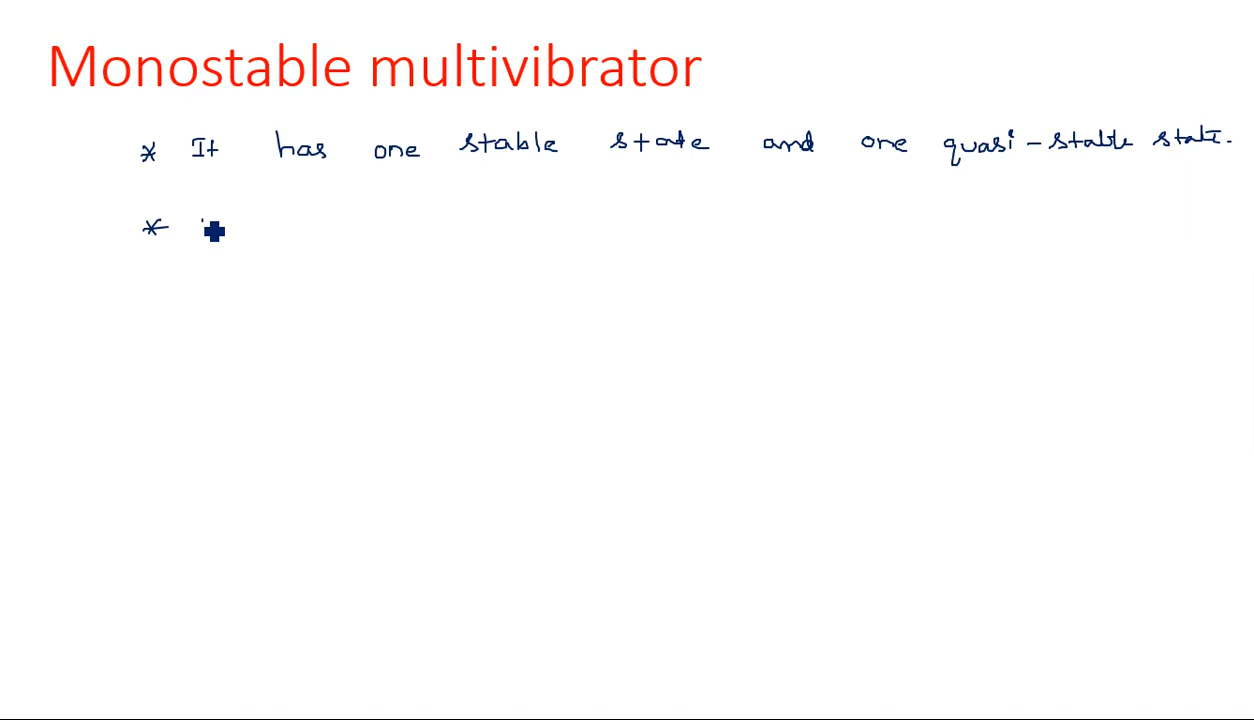 Monostable multivibrator
* It has one stable state and one quasi-stable state.
*